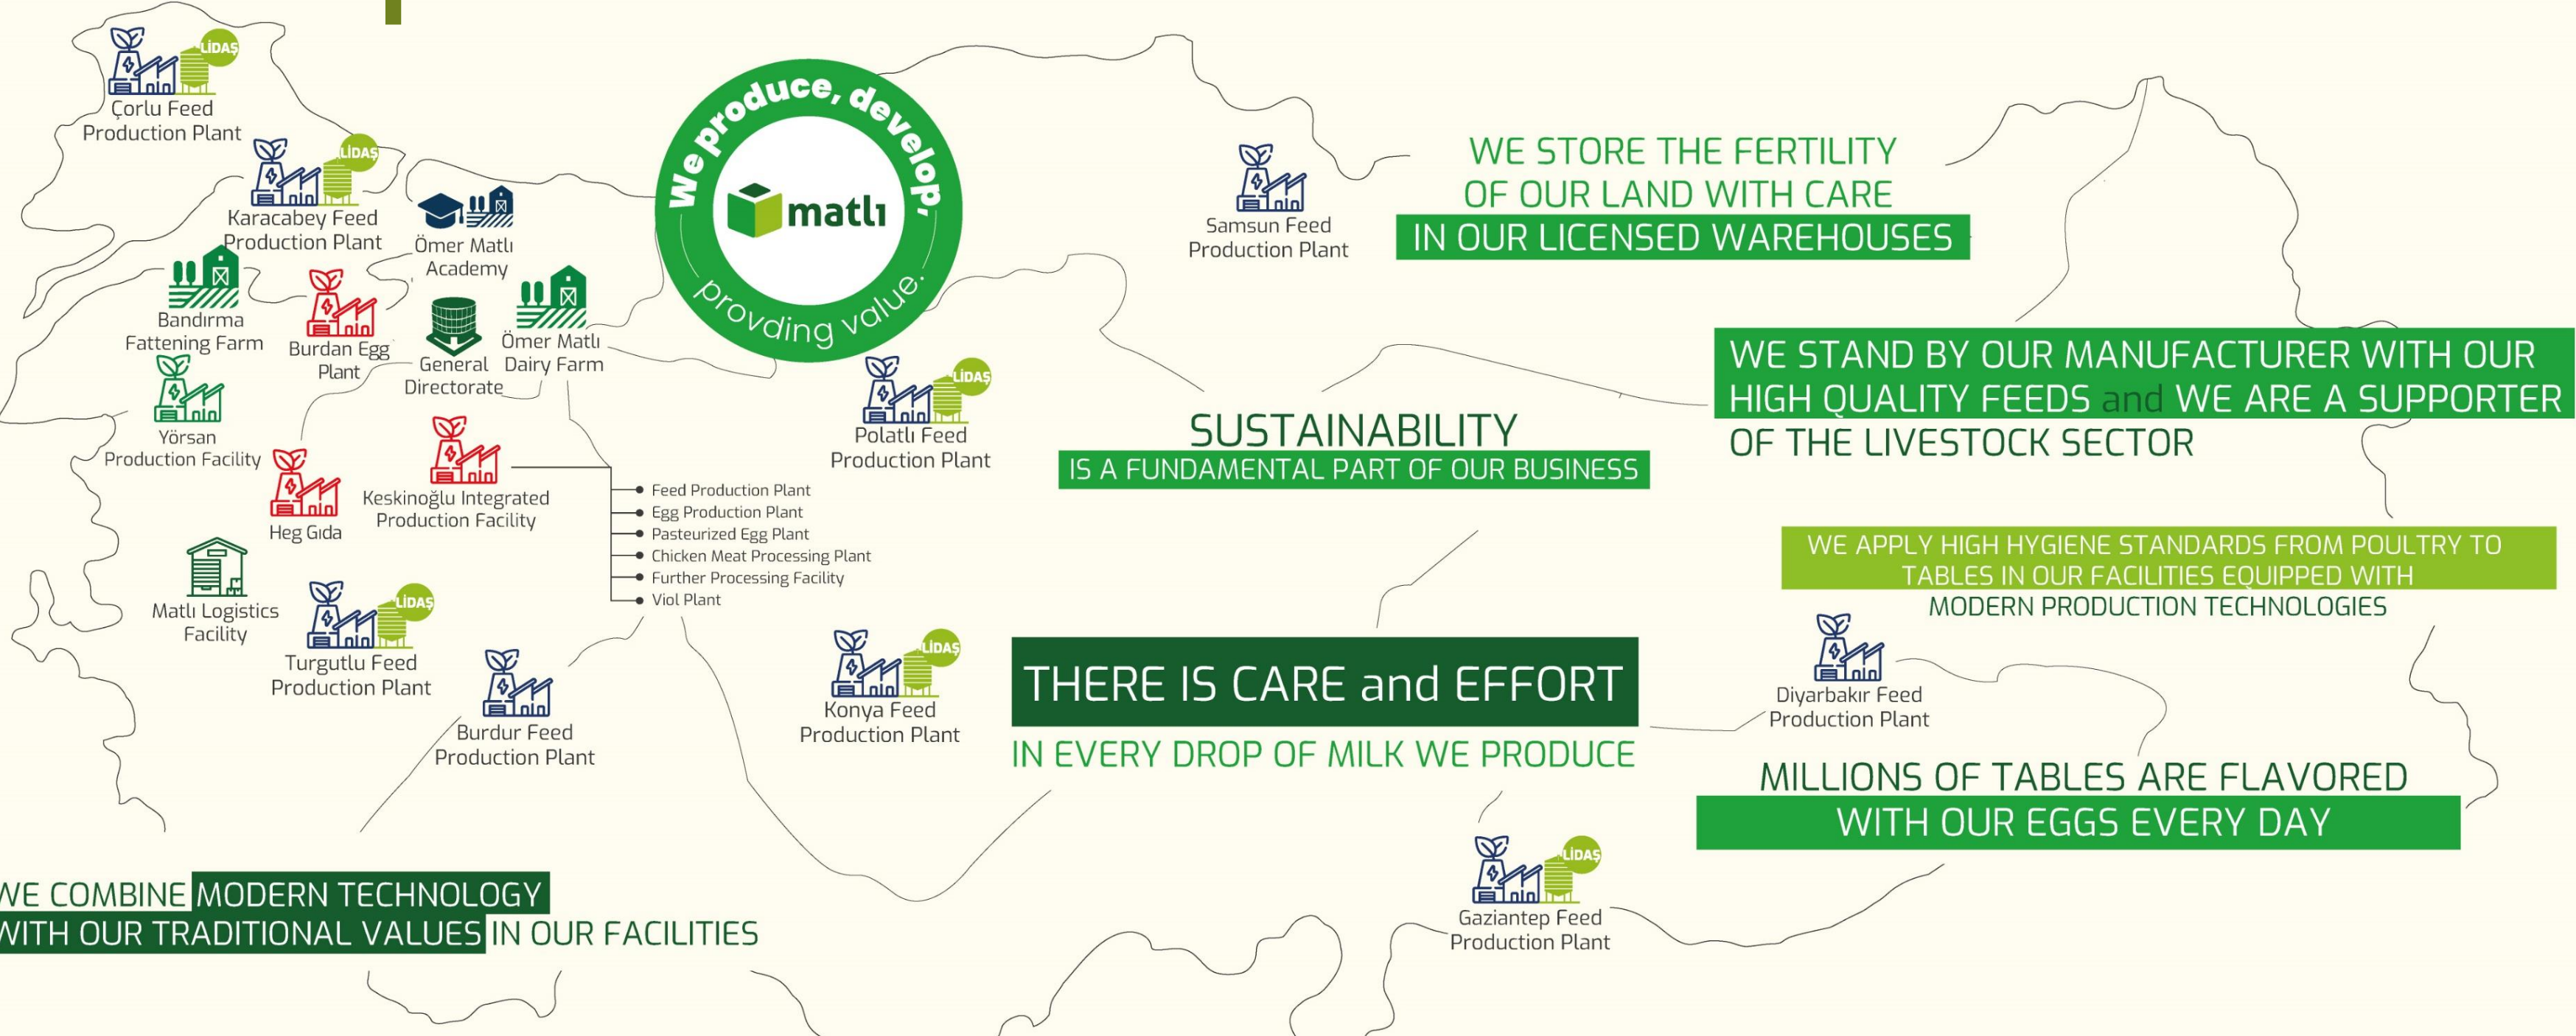 LİDAŞ
Çorlu Feed
Production Plant
LİDAŞ
Karacabey Feed
Production Plant
Ömer Matlı
Academy
Bandırma
Fattening Farm
Burdan Egg
Plant
General
Directorate
Ömer Matlı
Dairy Farm
Yörsan
Production Facility
Heg Gıda
Keskinoğlu Integrated
Production Facility
Feed Production Plant
Egg Production Plant
Pasteurized Egg Plant
Chicken Meat Processing Plant
Further Processing Facility
Viol Plant
Matlı Logistics
Facility
LİDAŞ
Turgutlu Feed
Production Plant
Burdur Feed
Production Plant
WE COMBINE MODERN TECHNOLOGY
WITH OUR TRADITIONAL VALUES IN OUR FACILITIES
We produce, develop,
matlı
provding value.
LİDAŞ
Polatlı Feed
Production Plant
LİDAŞ
Konya Feed
Production Plant
Samsun Feed
Production Plant
WE STORE THE FERTILITY
OF OUR LAND WITH CARE
IN OUR LICENSED WAREHOUSES
SUSTAINABILITY
IS A FUNDAMENTAL PART OF OUR BUSINESS
THERE IS CARE and EFFORT
IN EVERY DROP OF MILK WE PRODUCE
LİDAŞ
Gaziantep Feed
Production Plant
WE STAND BY OUR MANUFACTURER WITH OUR
HIGH QUALITY FEEDS and WE ARE A SUPPORTER
OF THE LIVESTOCK SECTOR
WE APPLY HIGH HYGIENE STANDARDS FROM POULTRY TO
TABLES IN OUR FACILITIES EQUIPPED WITH
MODERN PRODUCTION TECHNOLOGIES
Diyarbakır Feed
Production Plant
MILLIONS OF TABLES ARE FLAVORED
WITH OUR EGGS EVERY DAY